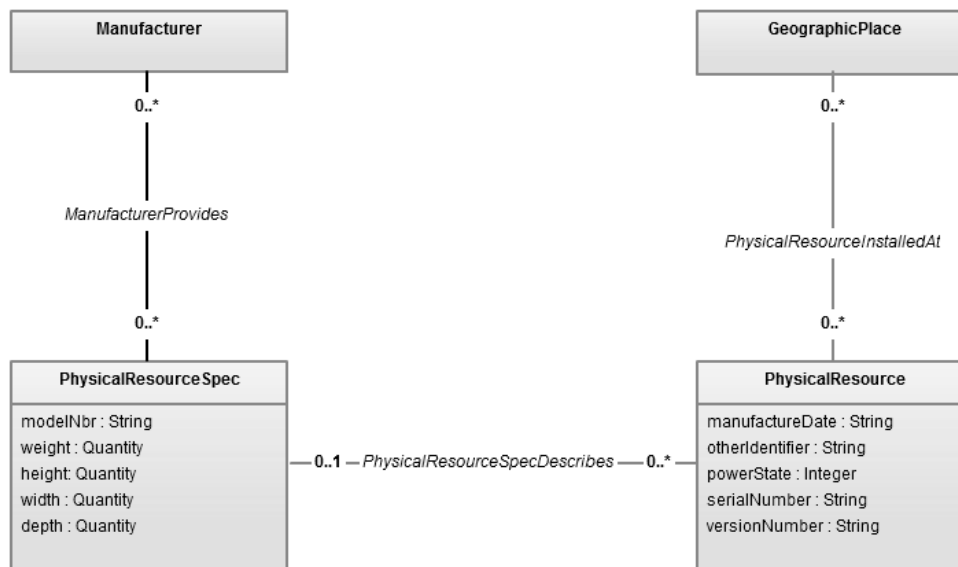 Manufacturer
GeographicPlace
0..*
0..*
ManufacturerProvides
PhysicalResourceInstalledAt
0..*
0..*
PhysicalResourceSpec
modelNbr : String
weight : Quantity
height: Quantity
width : Quantity
depth : Quantity
0..1
PhysicalResourceSpecDescribes
0..*
PhysicalResource
manufactureDate : String
otherIdentifier : String
powerState : Integer
serialNumber : String
versionNumber : String